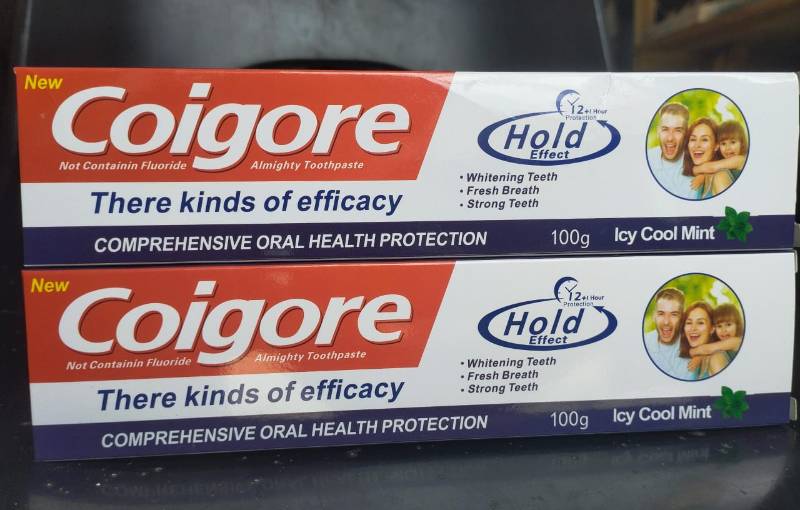 New
Coigore
Not Containin Fluoride Almighty Toothpaste
There kinds of efficacy
COMPREHENSIVE ORAL HEALTH PROTECTION
12+1 Hour
Protection
Hold
Effect
• Whitening Teeth
• Fresh Breath
• Strong Teeth
100g Icy Cool Mint
New
Coigore
Not Containin Fluoride Almighty Toothpaste
There kinds of efficacy
COMPREHENSIVE ORAL HEALTH PROTECTION
12+1 Hour
Protection
Hold
Effect
• Whitening Teeth
• Fresh Breath
• Strong Teeth
100g Icy Cool Mint